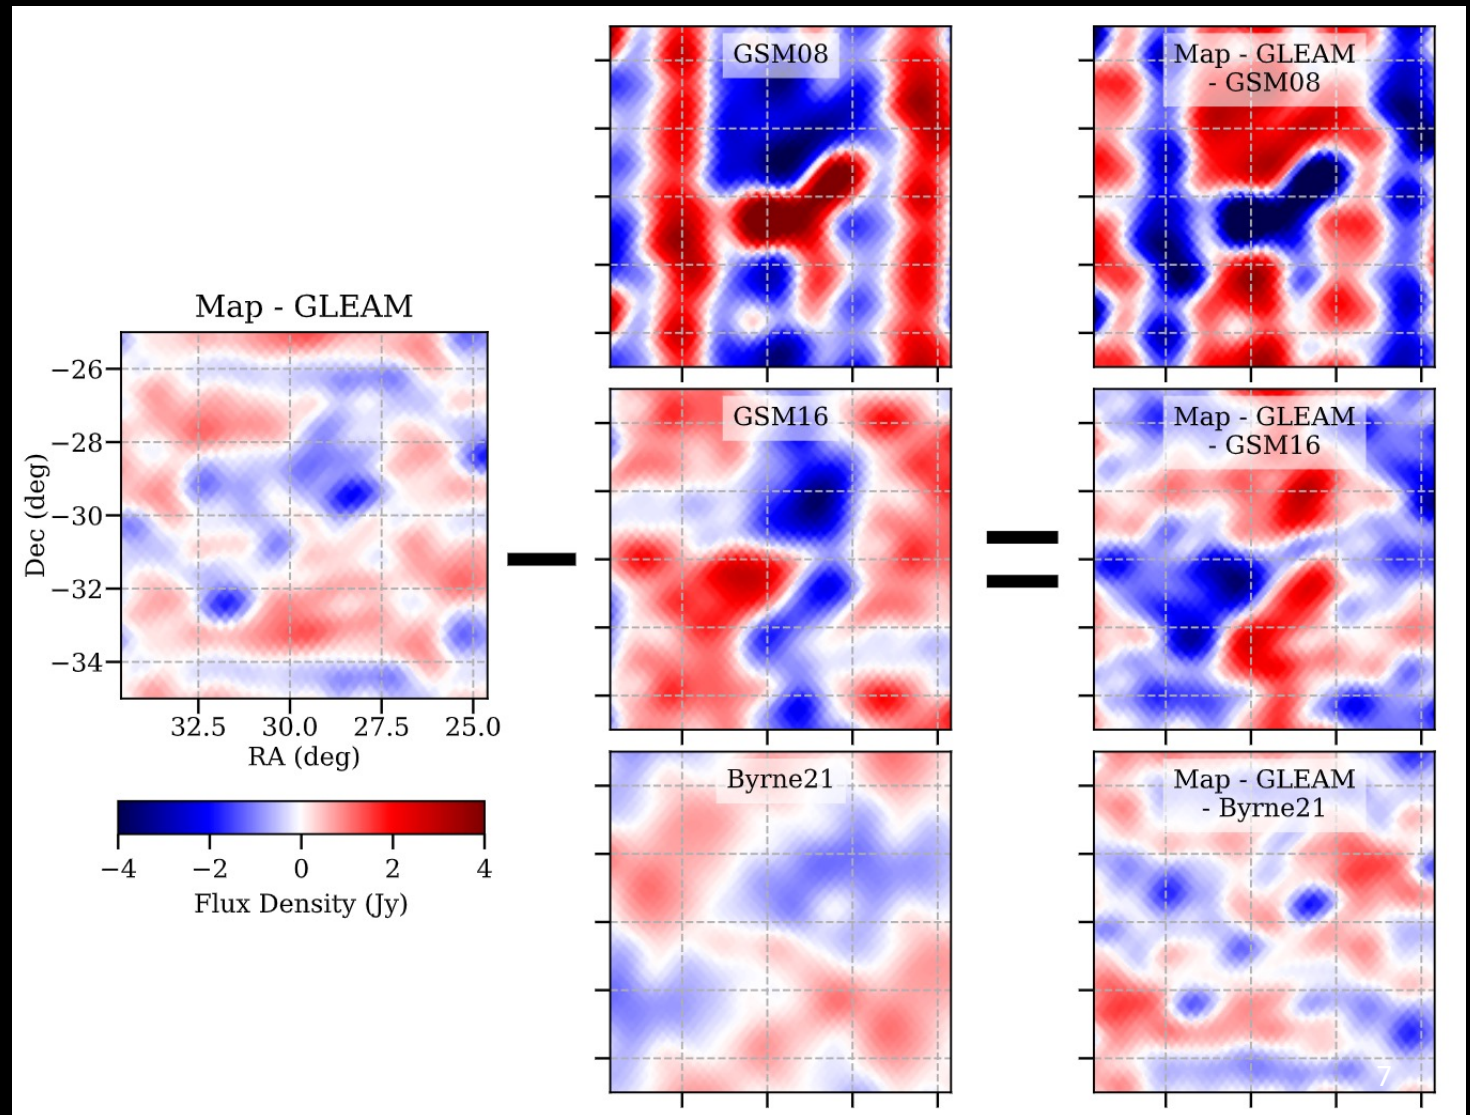 GSM08
Map - GLEAM
- GSM08
Map - GLEAM
−26
−28
−30
−32
−34
Dec (deg)
32.5 30.0 27.5 25.0
RA (deg)
GSM16
Map - GLEAM
- GSM16
−4 −2 0 2 4
Flux Density (Jy)
Byrne21
Map - GLEAM
- Byrne21
7